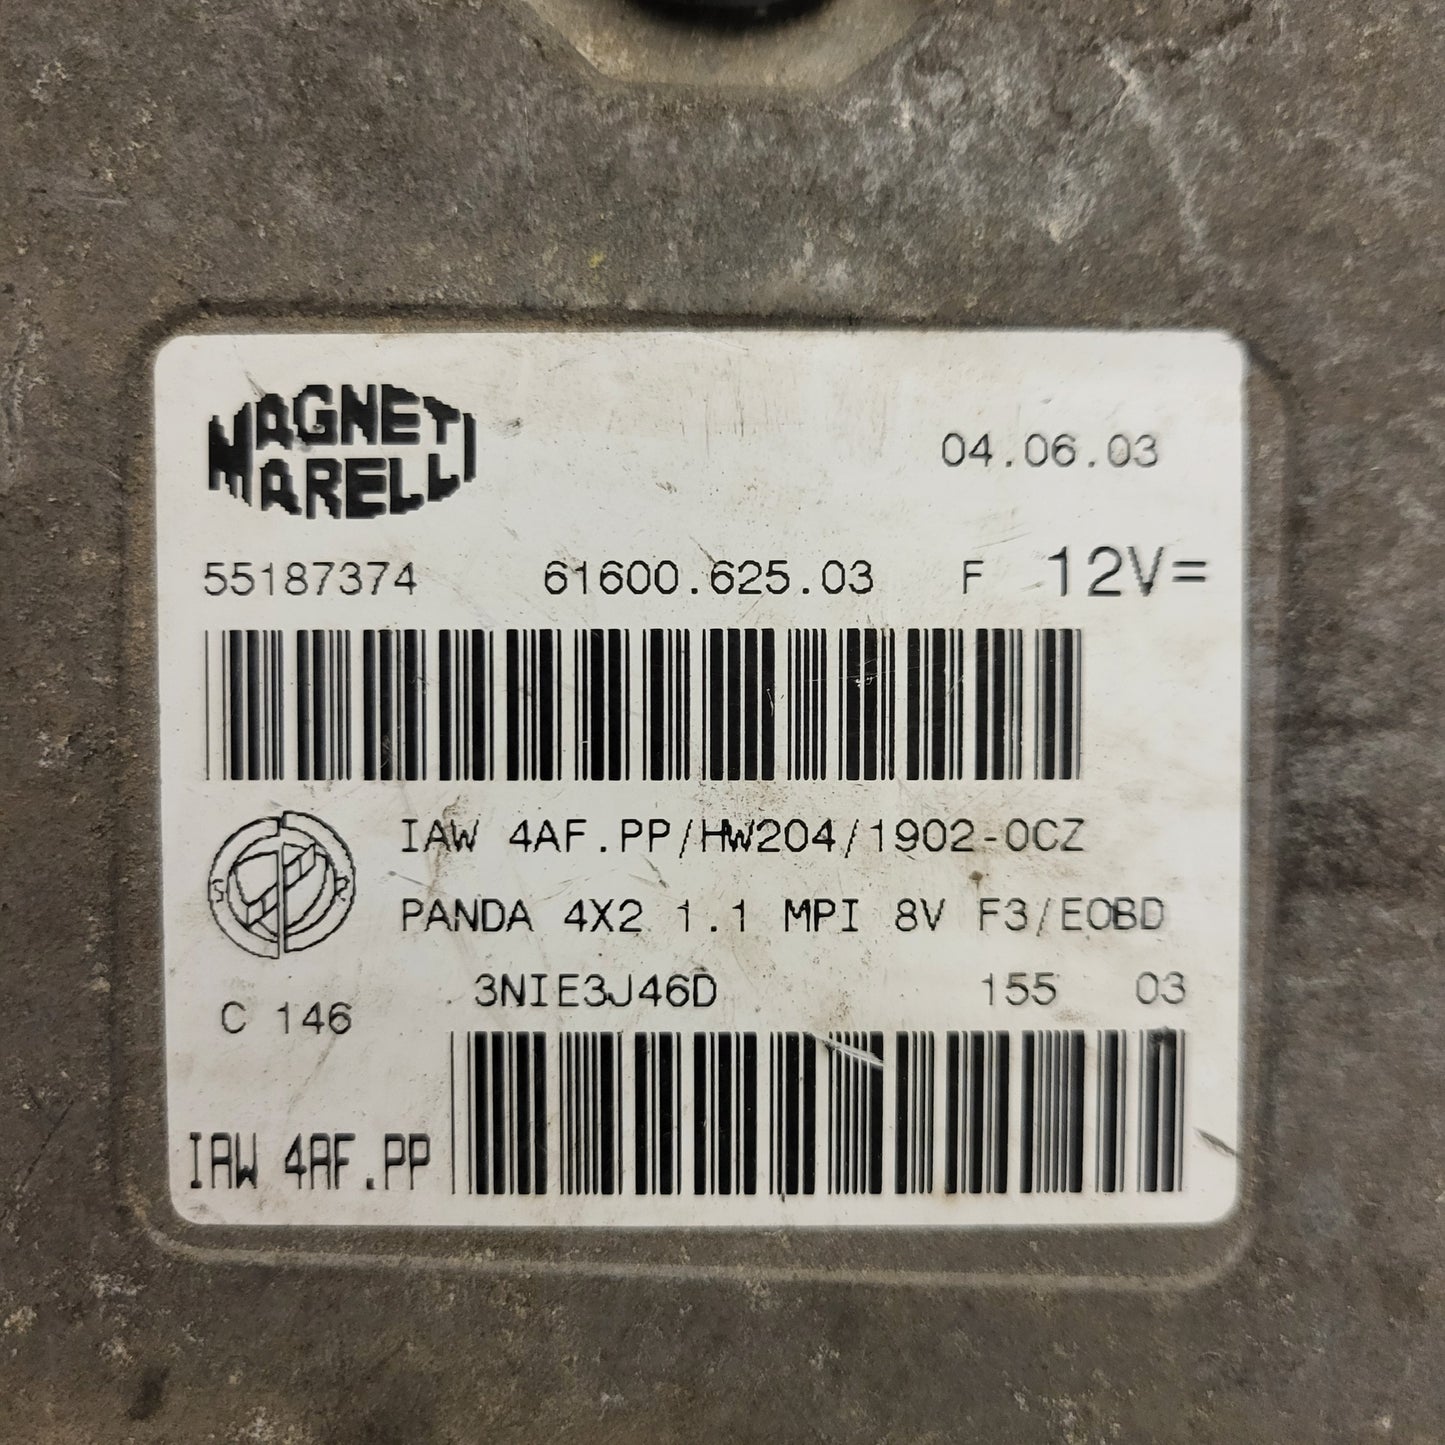 MAGNETI
MARELLI
04.06.03
55187374 61600.625.03 F 12V=
IAW 4AF.PP/HW204/1902-0CZ
S R
PANDA 4X2 1.1 MPI 8V F3/EOBD
3NIE3J46D 155 03
C 146
IAW 4AF.PP